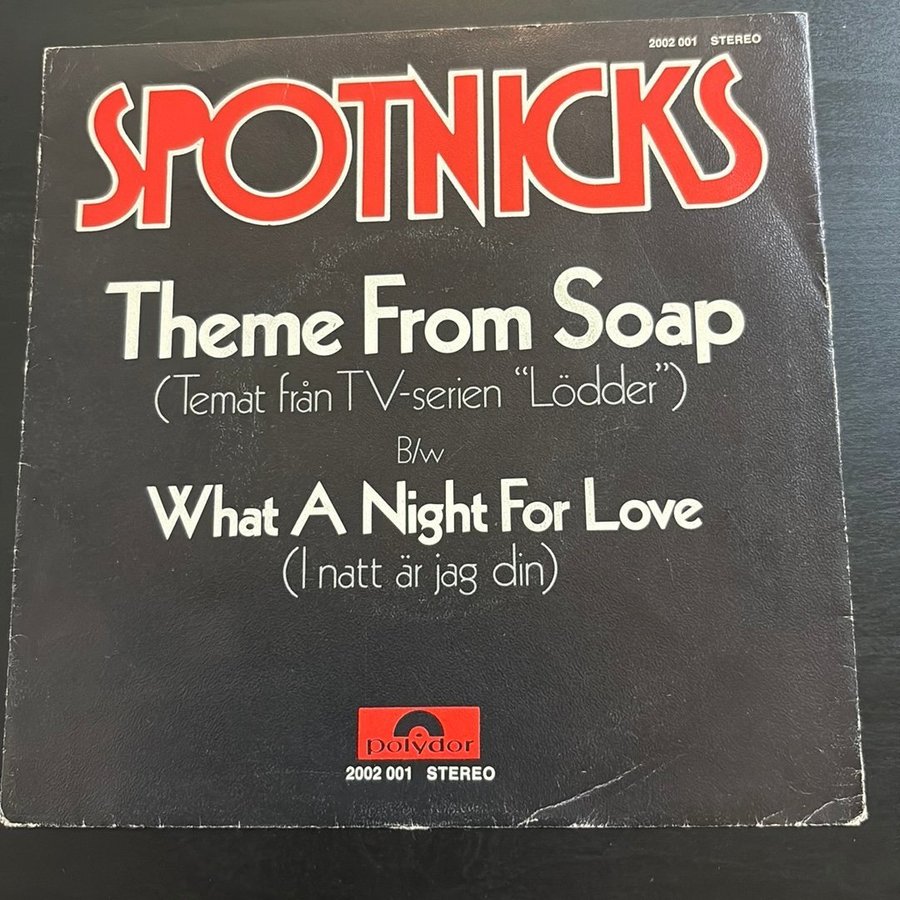 2002 001 STEREO
SPOTNICKS
Theme From Soap
(Temat från TV-serien “Lödder”)
B/w
What A Night For Love
(I natt är jag din)
polydor
2002 001 STEREO